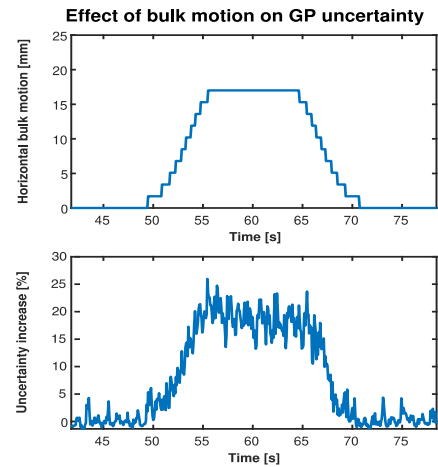 Effect of bulk motion on GP uncertainty
Horizontal bulk motion [mm]
25
20
15
10
5
0
45 50 55 60 65 70 75
Time [s]
Uncertainty increase [%]
30
25
20
15
10
5
0
45 50 55 60 65 70 75
Time [s]